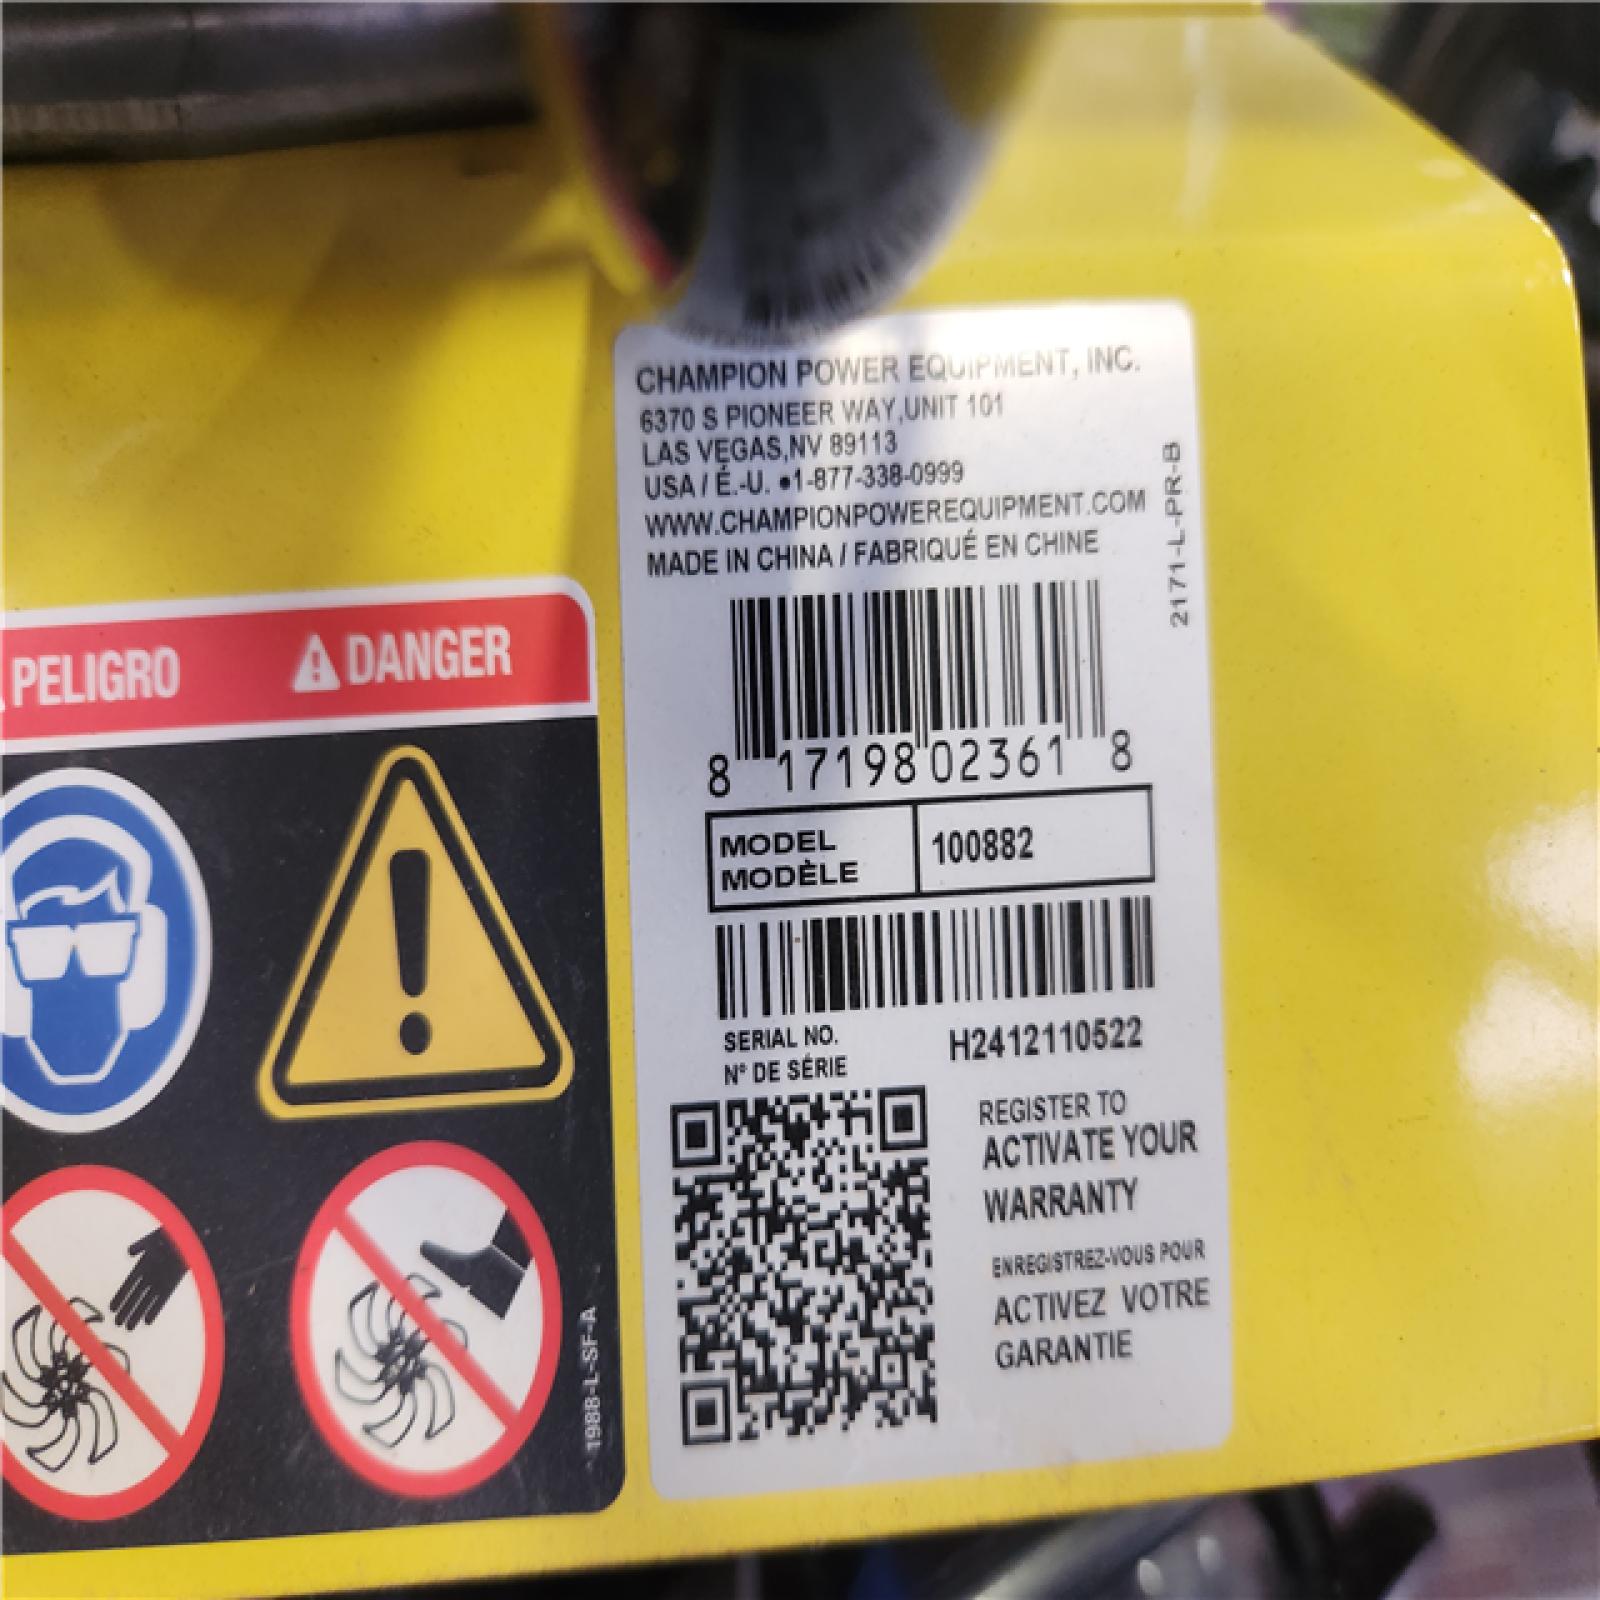 PELIGRO
DANGER
1988-L-SF-A
CHAMPION POWER EQUIPMENT, INC.
6370 S PIONEER WAY,UNIT 101
LAS VEGAS,NV 89113
USA / É.-U. •1-877-338-0999
WWW.CHAMPIONPOWEREQUIPMENT.COM
MADE IN CHINA / FABRIQUÉ EN CHINE
2171-L-PR-B
8 17198 02361 8
MODEL 100882
MODÈLE
SERIAL NO. H2412110522
N° DE SÉRIE
REGISTER TO
ACTIVATE YOUR
WARRANTY
ENREGISTREZ-VOUS POUR
ACTIVEZ VOTRE
GARANTIE